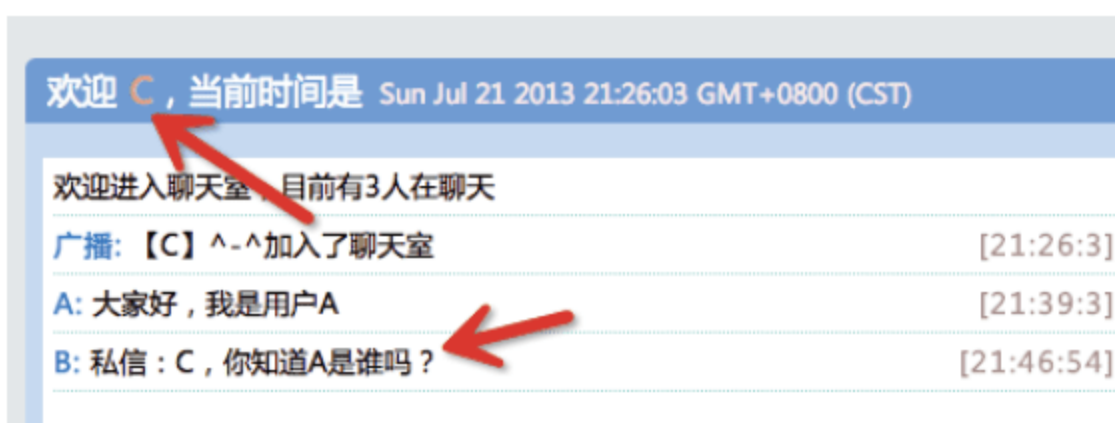 欢迎 C，当前时间是 Sun Jul 21 2013 21:26:03 GMT+0800 (CST)
欢迎进入聊天室，目前有3人在聊天
广播: 【C】^-^加入了聊天室 [21:26:3]
A: 大家好，我是用户A [21:39:3]
B: 私信：C，你知道A是谁吗？ [21:46:54]